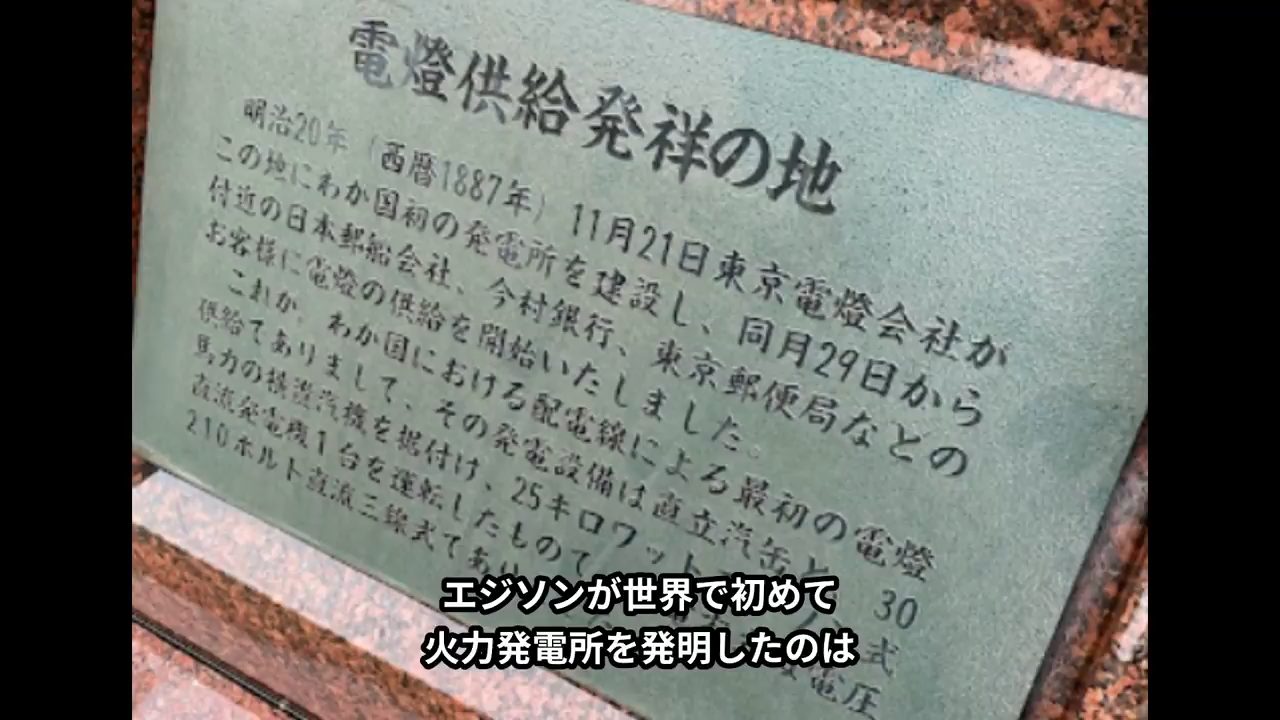 電燈供給発祥の地
明治20年（西暦1887年）11月21日東京電燈会社が
この地にわが国初の発電所を建設し、同月29日から
付近の日本郵船会社、今村銀行、東京郵便局などの
お客様に電燈の供給を開始いたしました。
これが、わが国における配電線による最初の電燈
供給でありまして、その発電設備は直立汽缶と、30
馬力の横置汽機を据付け、25キロワット
式
直流発電機1台を運転したもので
電圧
210ボルト直流三線式であり
エジソンが世界で初めて
火力発電所を発明したのは